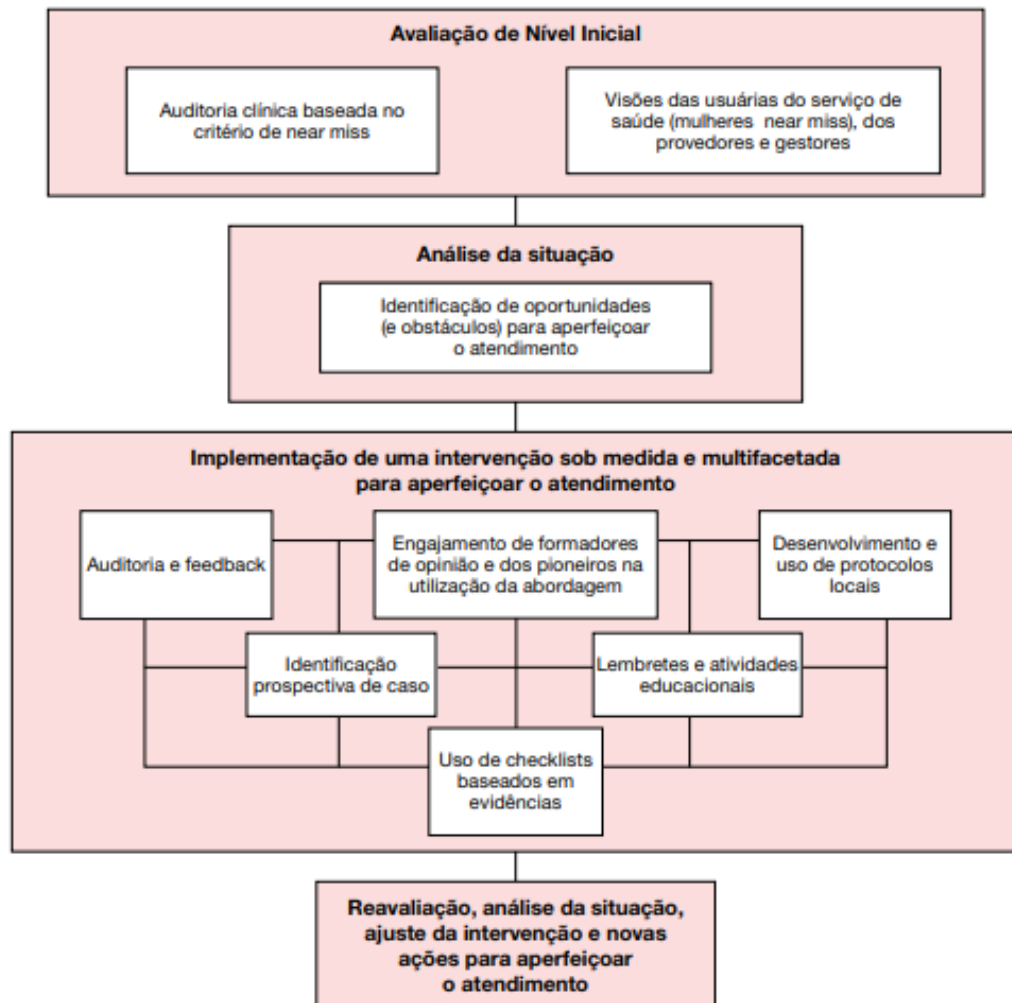 Avaliação de Nível Inicial
Auditoria clínica baseada no
critério de near miss
Visões das usuárias do serviço de
saúde (mulheres near miss), dos
provedores e gestores
Análise da situação
Identificação de oportunidades
(e obstáculos) para aperfeiçoar
o atendimento
Implementação de uma intervenção sob medida e multifacetada
para aperfeiçoar o atendimento
Auditoria e feedback
Engajamento de formadores
de opinião e dos pioneiros na
utilização da abordagem
Desenvolvimento e
uso de protocolos
locais
Identificação
prospectiva de caso
Lembretes e atividades
educacionais
Uso de checklists
baseados em
evidências
Reavaliação, análise da situação,
ajuste da intervenção e novas
ações para aperfeiçoar
o atendimento